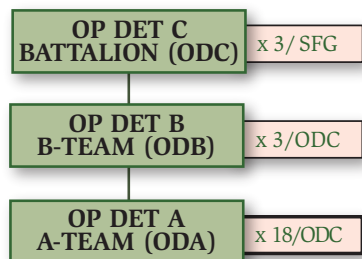 OP DET C
BATTALION (ODC)
x 3/ SFG
OP DET B
B-TEAM (ODB)
x 3/ODC
OP DET A
A-TEAM (ODA)
x 18/ODC